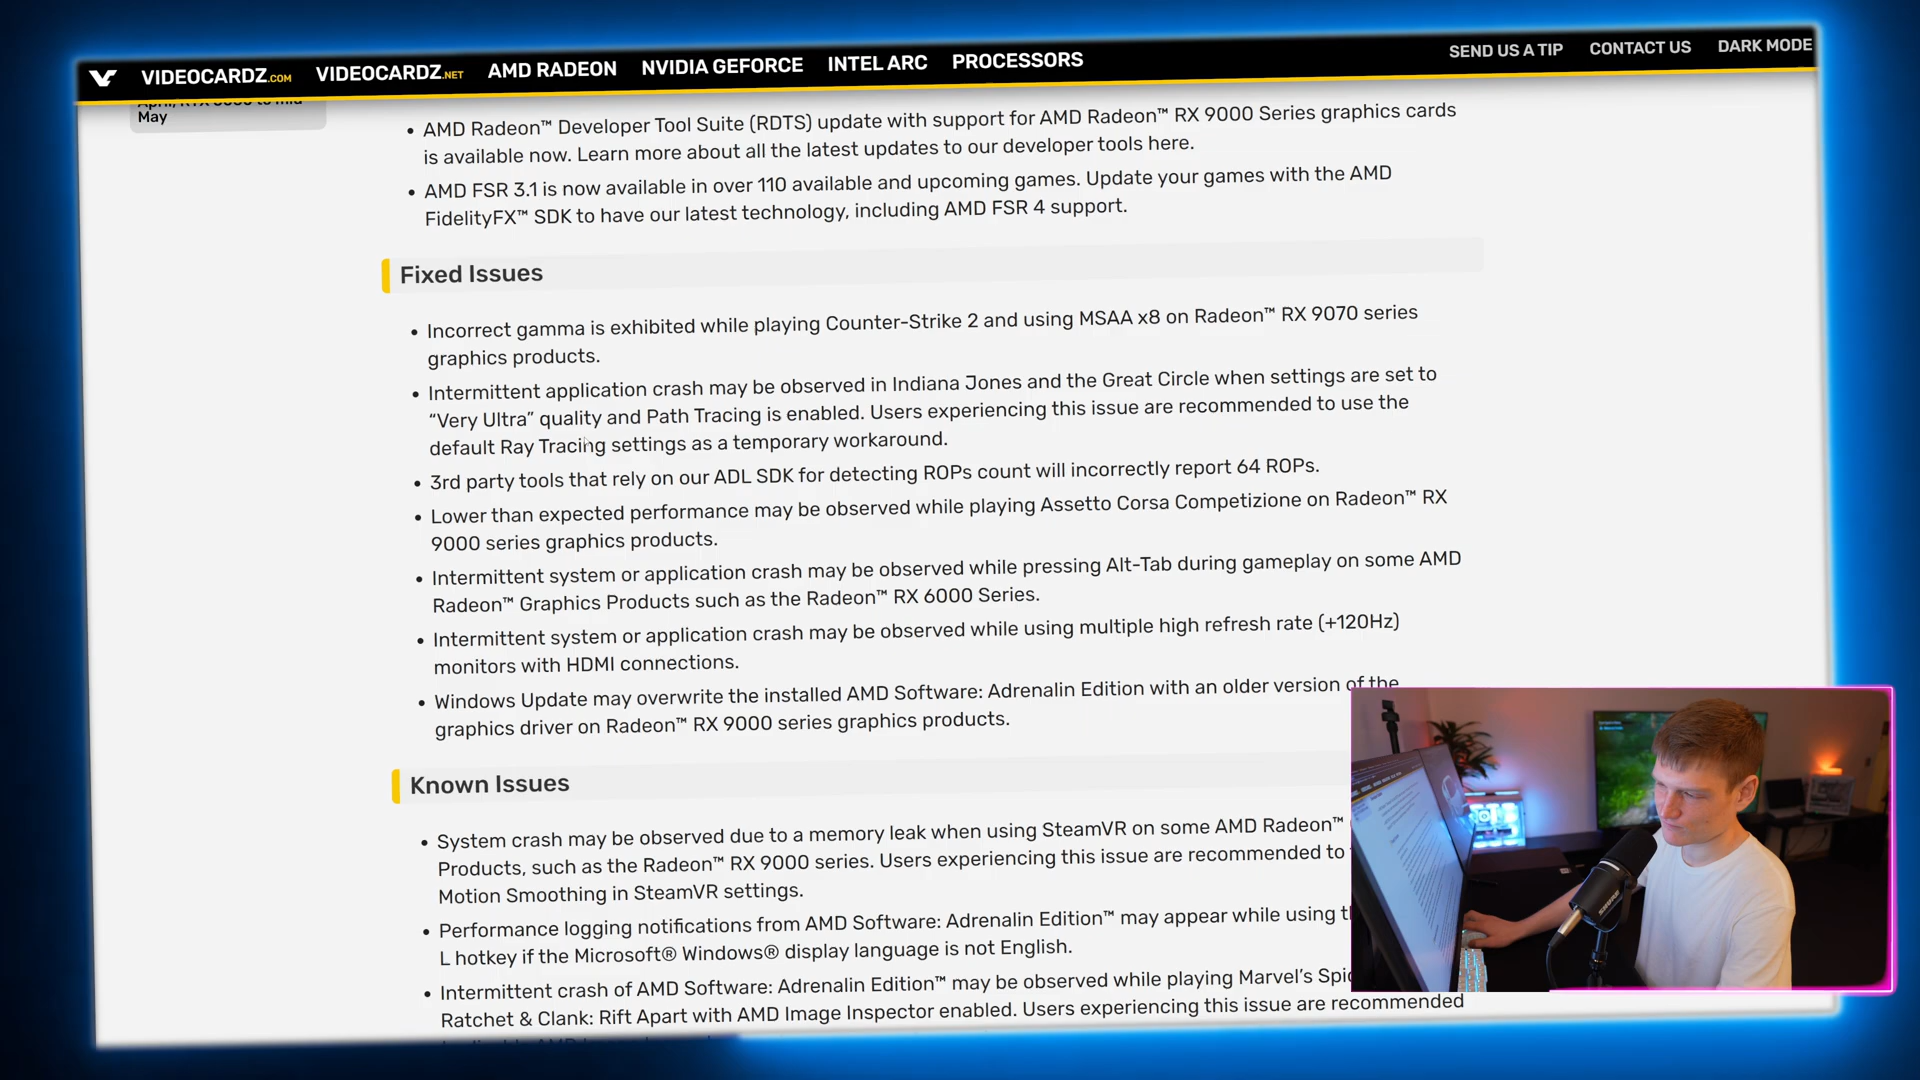 VIDEOCARDZ.COM VIDEOCARDZ.NET AMD RADEON NVIDIA GEFORCE INTEL ARC PROCESSORS SEND US A TIP CONTACT US DARK MODE
May
• AMD Radeon™ Developer Tool Suite (RDTS) update with support for AMD Radeon™ RX 9000 Series graphics cards
is available now. Learn more about all the latest updates to our developer tools here.
• AMD FSR 3.1 is now available in over 110 available and upcoming games. Update your games with the AMD
FidelityFX™ SDK to have our latest technology, including AMD FSR 4 support.
Fixed Issues
• Incorrect gamma is exhibited while playing Counter-Strike 2 and using MSAA x8 on Radeon™ RX 9070 series
graphics products.
• Intermittent application crash may be observed in Indiana Jones and the Great Circle when settings are set to
“Very Ultra” quality and Path Tracing is enabled. Users experiencing this issue are recommended to use the
default Ray Tracing settings as a temporary workaround.
• 3rd party tools that rely on our ADL SDK for detecting ROPs count will incorrectly report 64 ROPs.
• Lower than expected performance may be observed while playing Assetto Corsa Competizione on Radeon™ RX
9000 series graphics products.
• Intermittent system or application crash may be observed while pressing Alt-Tab during gameplay on some AMD
Radeon™ Graphics Products such as the Radeon™ RX 6000 Series.
• Intermittent system or application crash may be observed while using multiple high refresh rate (+120Hz)
monitors with HDMI connections.
• Windows Update may overwrite the installed AMD Software: Adrenalin Edition with an older version of the
graphics driver on Radeon™ RX 9000 series graphics products.
Known Issues
• System crash may be observed due to a memory leak when using SteamVR on some AMD Radeon™
Products, such as the Radeon™ RX 9000 series. Users experiencing this issue are recommended to
Motion Smoothing in SteamVR settings.
• Performance logging notifications from AMD Software: Adrenalin Edition™ may appear while using
L hotkey if the Microsoft® Windows® display language is not English.
• Intermittent crash of AMD Software: Adrenalin Edition™ may be observed while playing Marvel’s
Ratchet & Clank: Rift Apart with AMD Image Inspector enabled. Users experiencing this issue are recommended